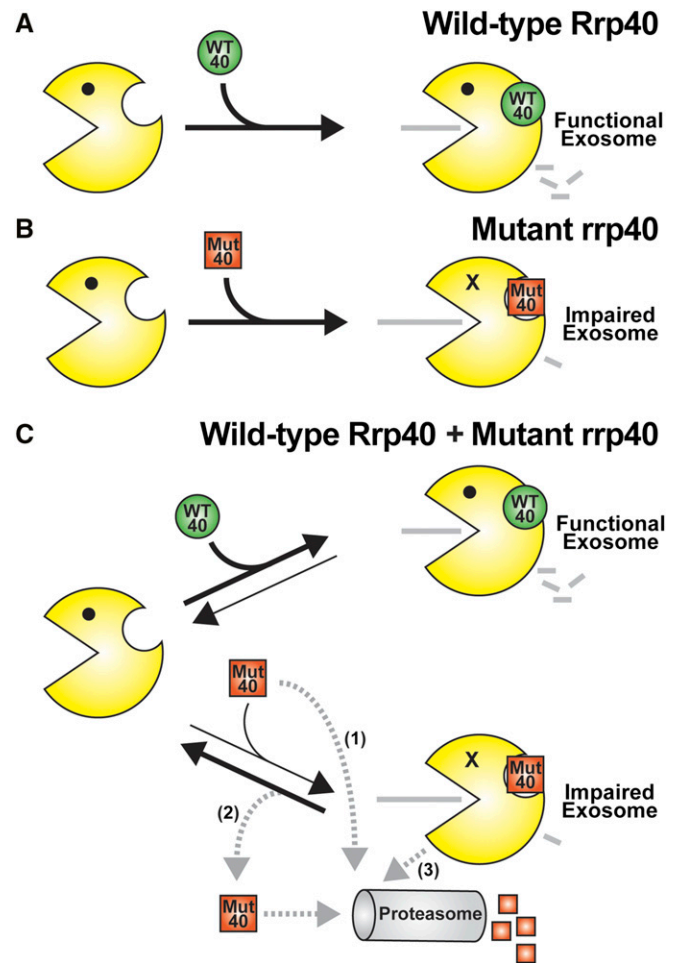 A
Wild-type Rrp40
WT
40
WT
40
Functional
Exosome
B
Mutant rrp40
Mut
40
X
Mut
40
Impaired
Exosome
C
Wild-type Rrp40 + Mutant rrp40
WT
40
WT
40
Functional
Exosome
Mut
40
(1)
X
Mut
40
Impaired
Exosome
(2)
(3)
Mut
40
Proteasome